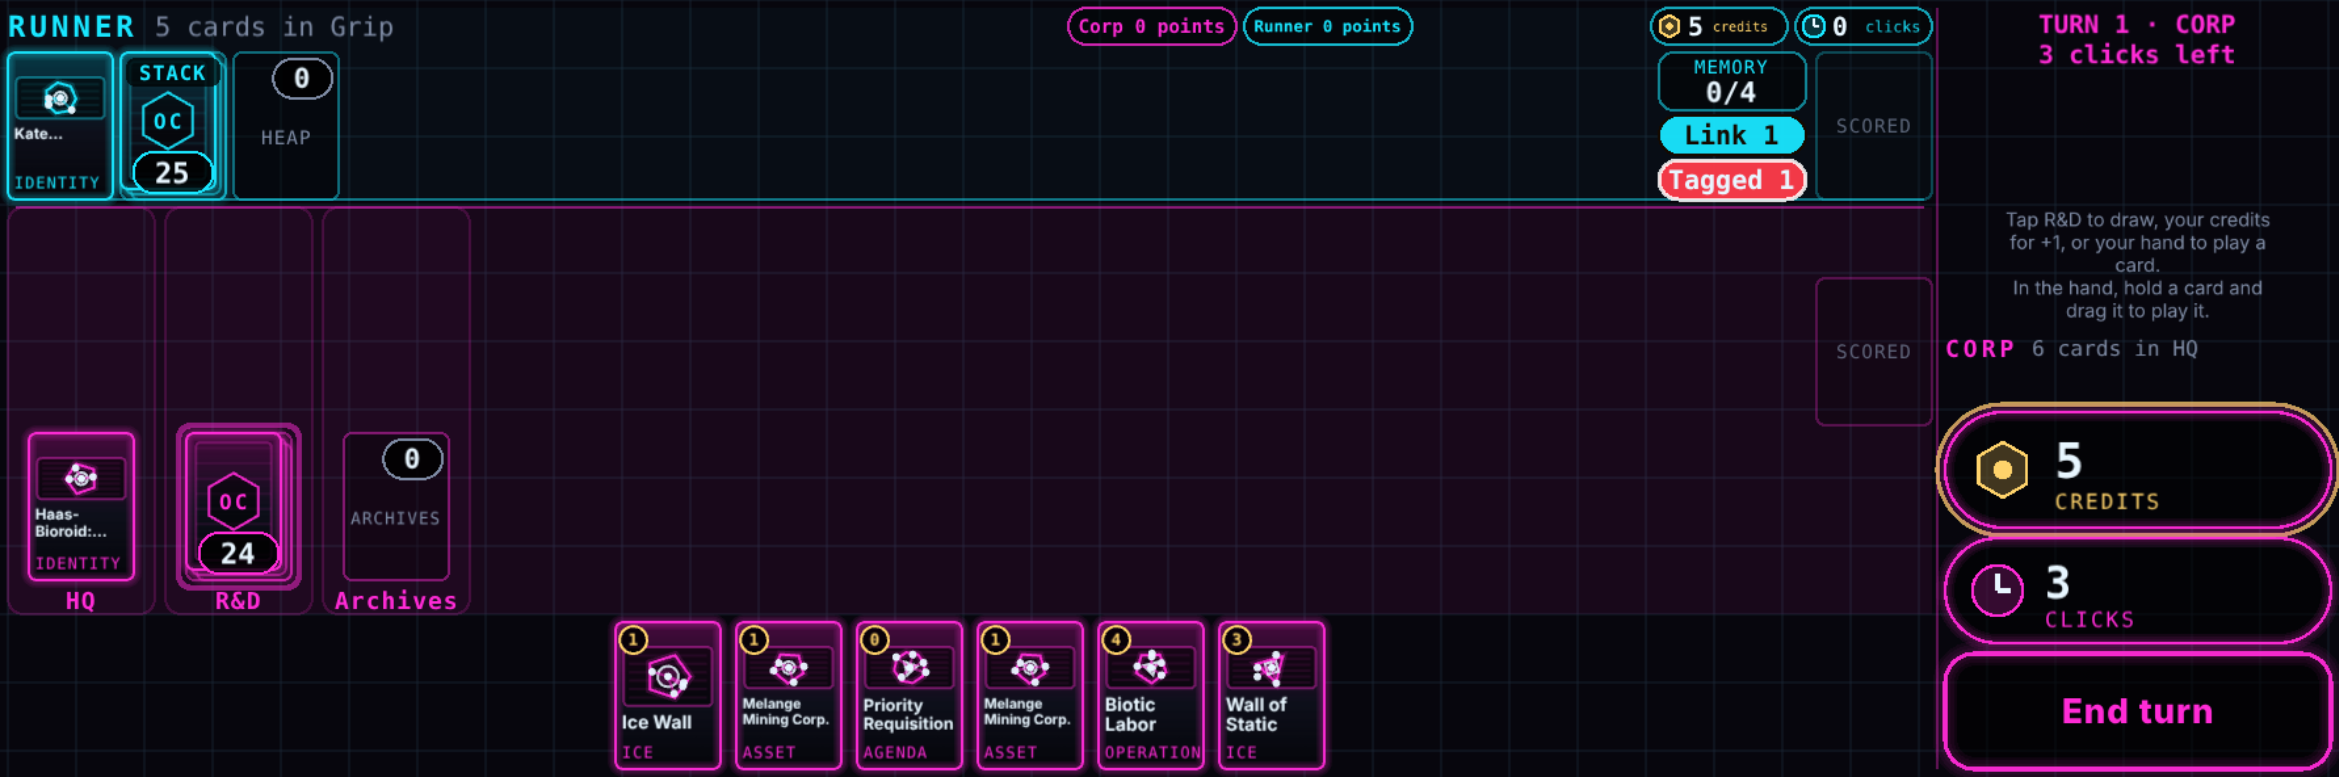 RUNNER 5 cards in Grip
Corp 0 points
Runner 0 points
5 credits
0 clicks
TURN 1 · CORP
3 clicks left
Kate...
IDENTITY
STACK
OC
25
0
HEAP
MEMORY
0/4
Link 1
Tagged 1
SCORED
Tap R&D to draw, your credits
for +1, or your hand to play a
card.
In the hand, hold a card and
drag it to play it.
SCORED
CORP 6 cards in HQ
Haas-
Bioroid:...
IDENTITY
HQ
OC
24
R&D
0
ARCHIVES
Archives
5
CREDITS
3
CLICKS
End turn
1
Ice Wall
ICE
1
Melange
Mining Corp.
ASSET
0
Priority
Requisition
AGENDA
1
Melange
Mining Corp.
ASSET
4
Biotic
Labor
OPERATION
3
Wall of
Static
ICE